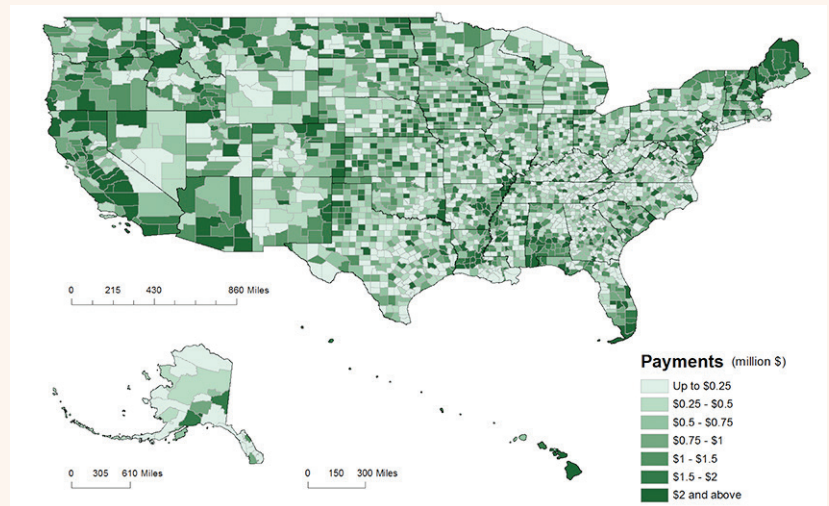 0 215 430 860 Miles
Payments (million $)
Up to $0.25
$0.25 - $0.5
$0.5 - $0.75
$0.75 - $1
$1 - $1.5
$1.5 - $2
$2 and above
0 305 610 Miles
0 150 300 Miles